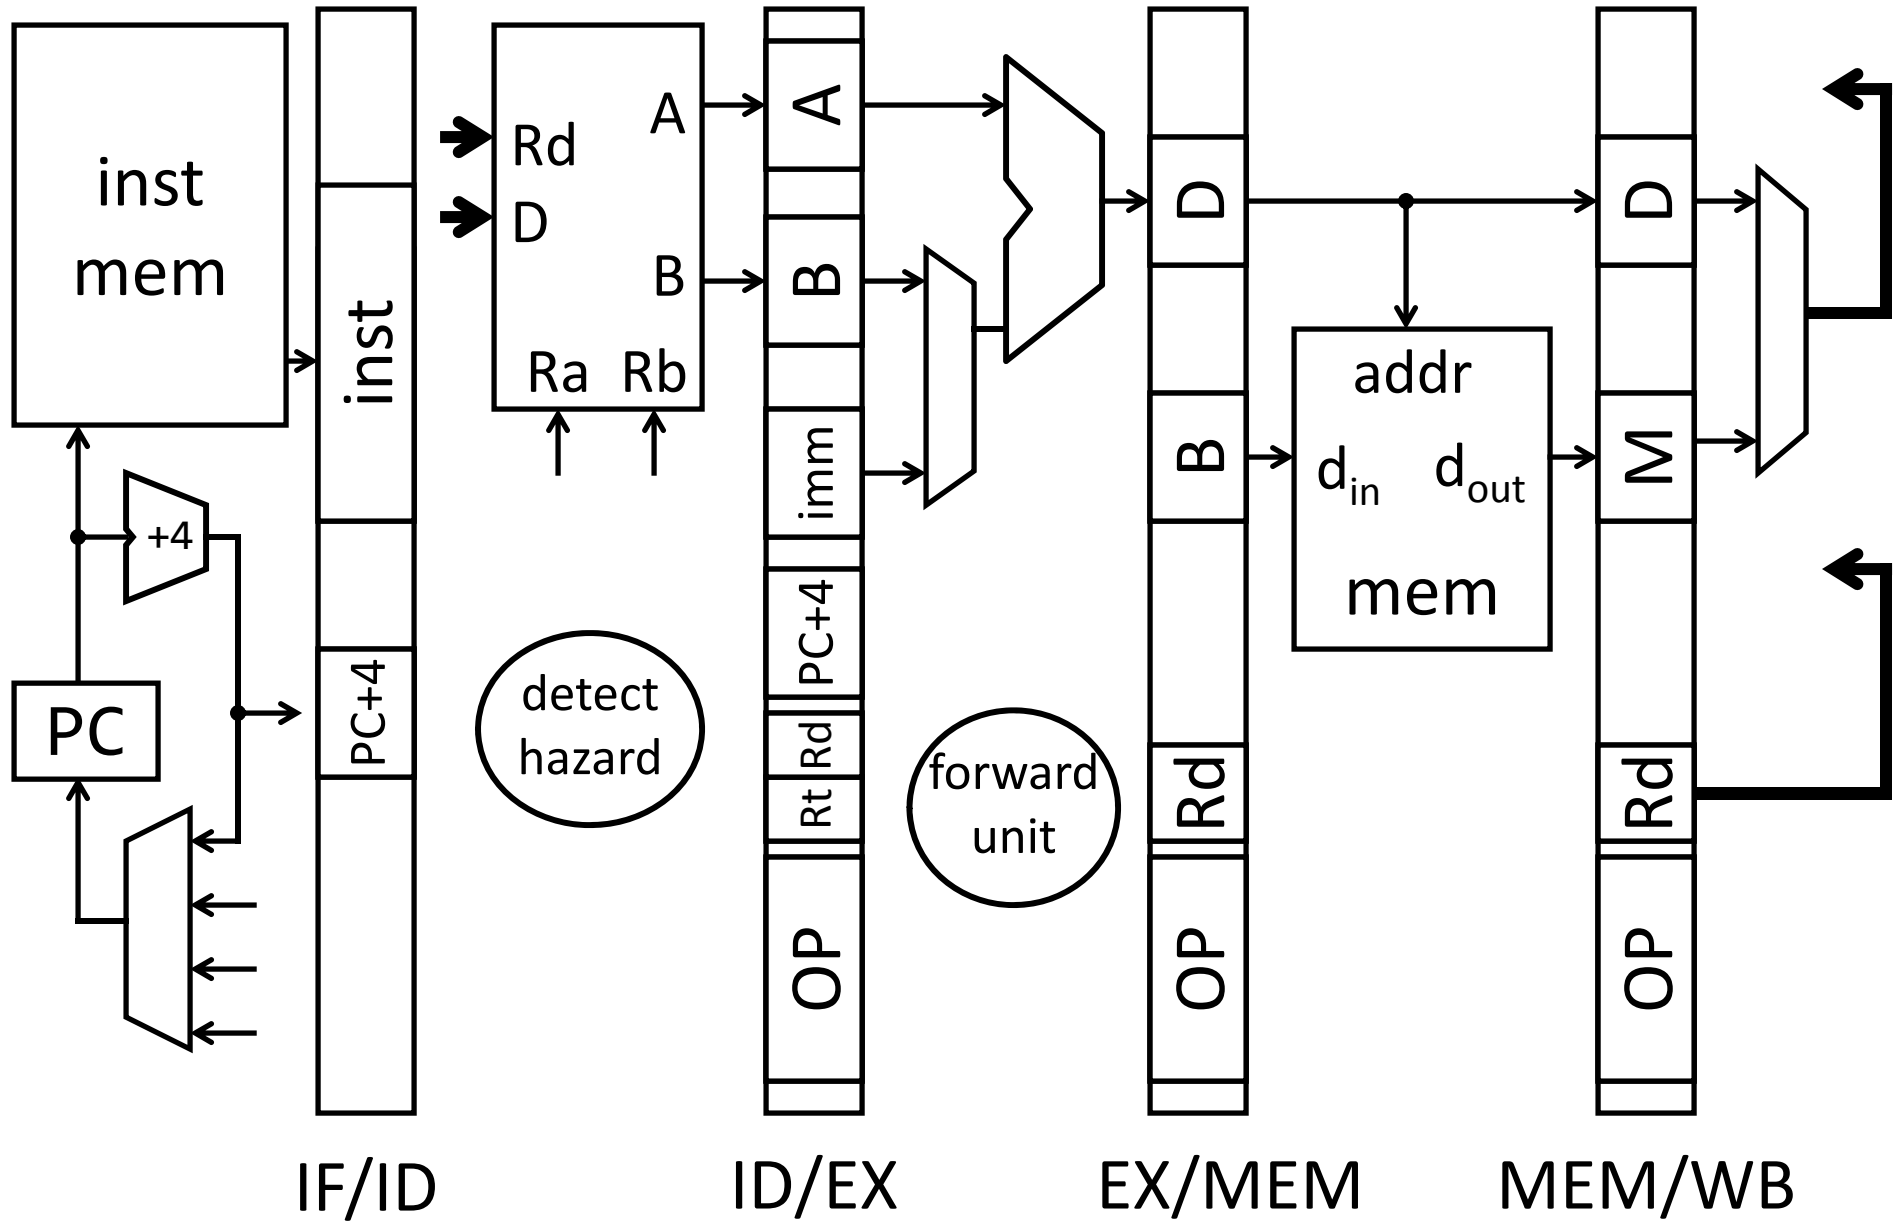 inst
mem
+4
PC
inst
PC+4
Rd
D
A
B
Ra Rb
detect
hazard
A
B
imm
PC+4
Rd
Rt
OP
forward
unit
D
B
Rd
OP
addr
din dout
mem
D
M
Rd
OP
IF/ID ID/EX EX/MEM MEM/WB